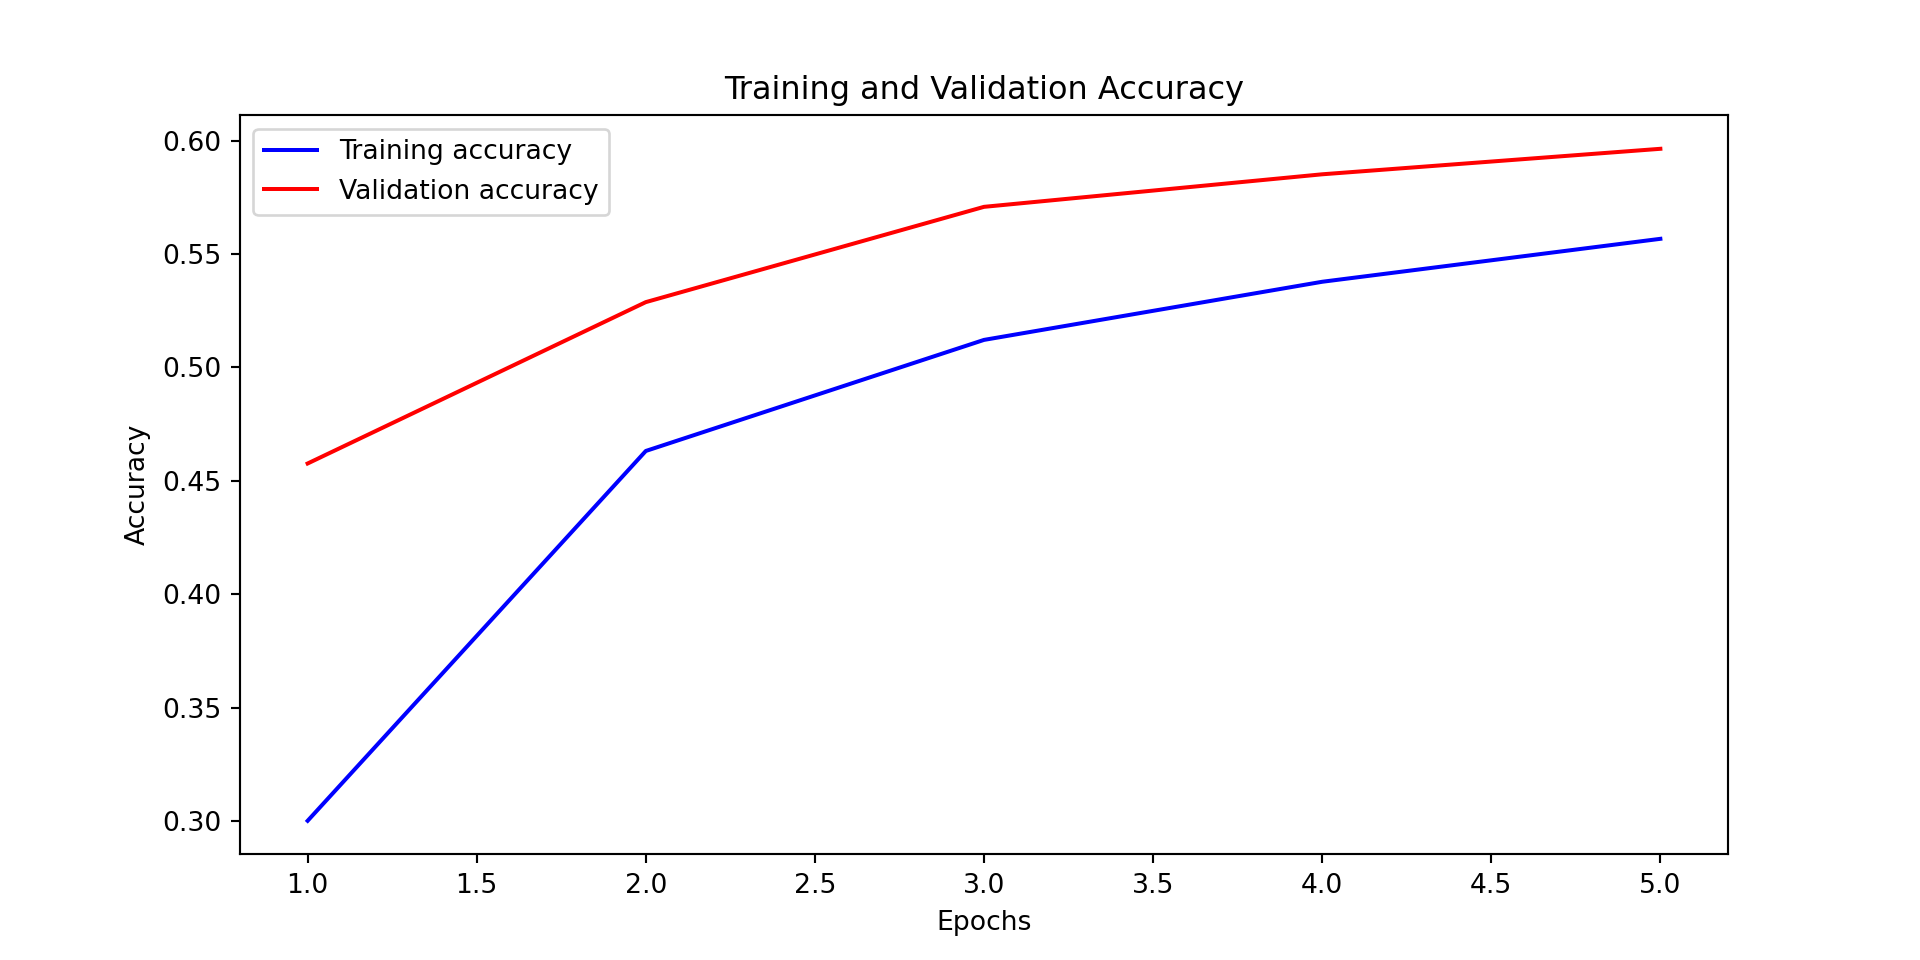 Training and Validation Accuracy
Training accuracy
Validation accuracy
0.60
0.55
0.50
0.45
0.40
0.35
0.30
Accuracy
1.0 1.5 2.0 2.5 3.0 3.5 4.0 4.5 5.0
Epochs